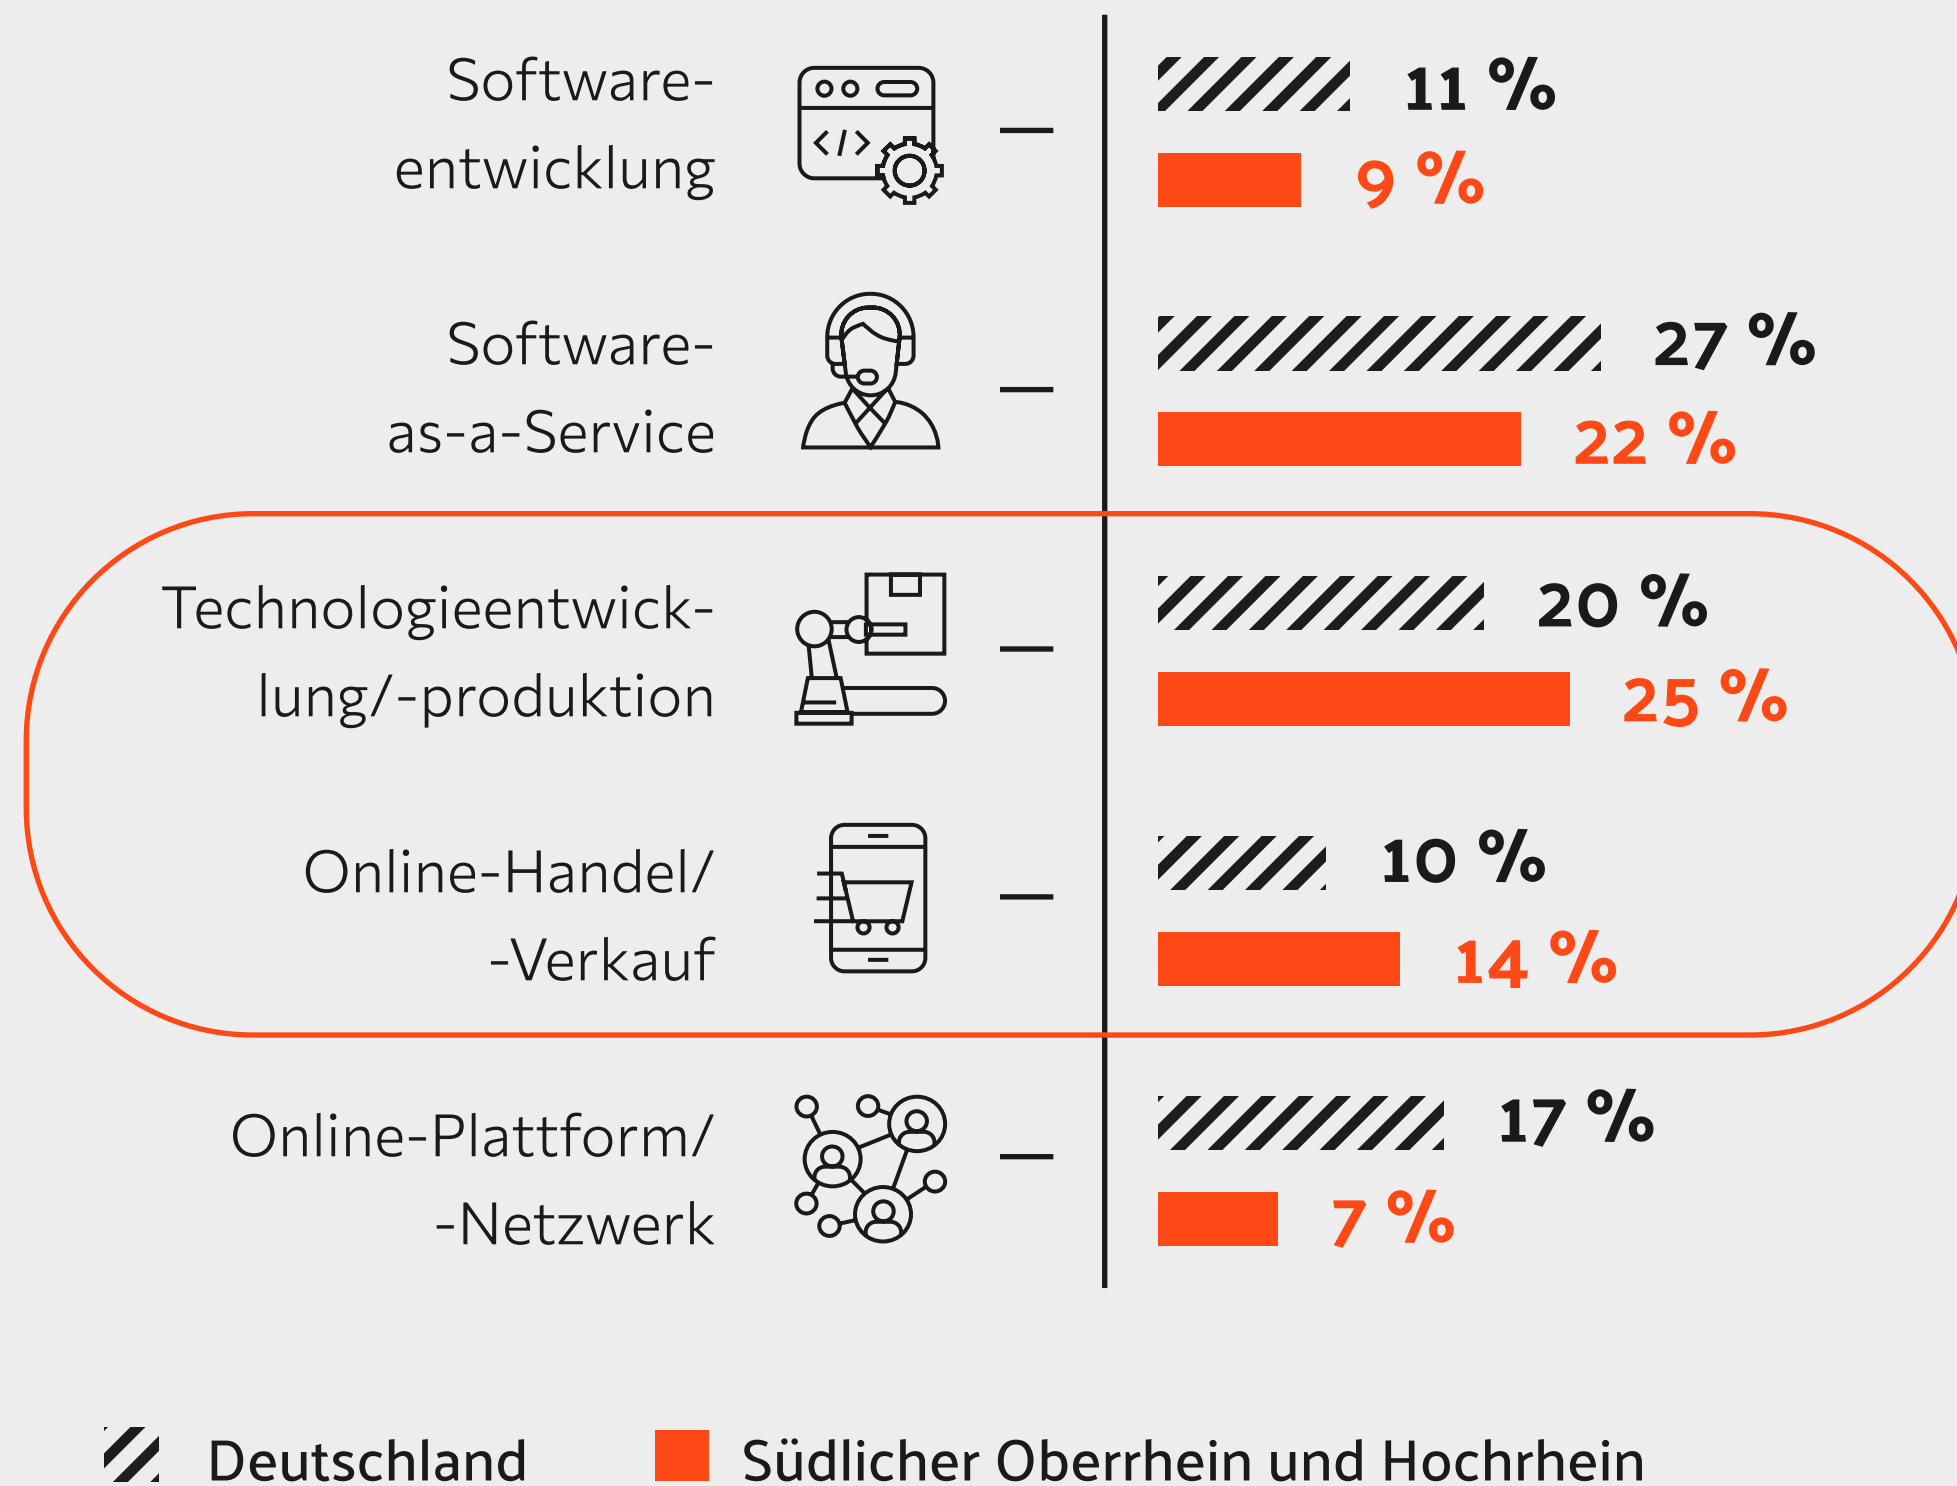 Software-
entwicklung
11 %
9 %
Software-
as-a-Service
27 %
22 %
Technologieentwick-
lung/-produktion
20 %
25 %
Online-Handel/
-Verkauf
10 %
14 %
Online-Plattform/
-Netzwerk
17 %
7 %
Deutschland
Südlicher Oberrhein und Hochrhein